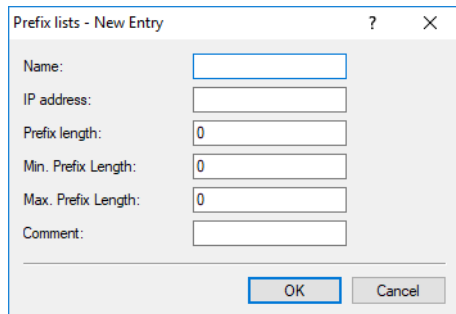 Prefix lists - New Entry ?
Name:
IP address:
Prefix length: 0
Min. Prefix Length: 0
Max. Prefix Length: 0
Comment:
OK Cancel